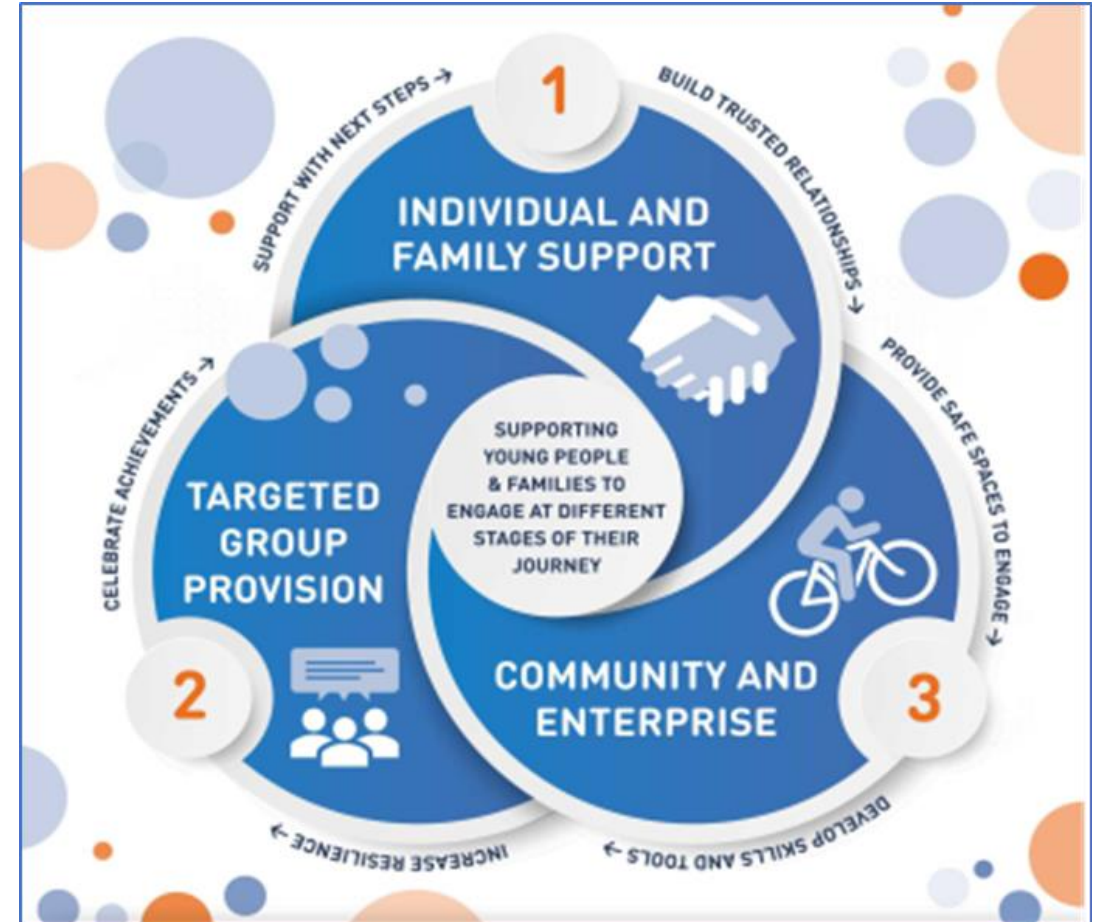 1
SUPPORT WITH NEXT STEPS →
BUILD TRUSTED RELATIONSHIPS →
INDIVIDUAL AND
FAMILY SUPPORT
PROVIDE SAFE SPACES TO ENGAGE →
CELEBRATE ACHIEVEMENTS →
SUPPORTING
YOUNG PEOPLE
& FAMILIES TO
ENGAGE AT DIFFERENT
STAGES OF THEIR
JOURNEY
TARGETED
GROUP
PROVISION
2
COMMUNITY AND
ENTERPRISE
3
DEVELOP SKILLS AND TOOLS →
INCREASE RESILIENCE →